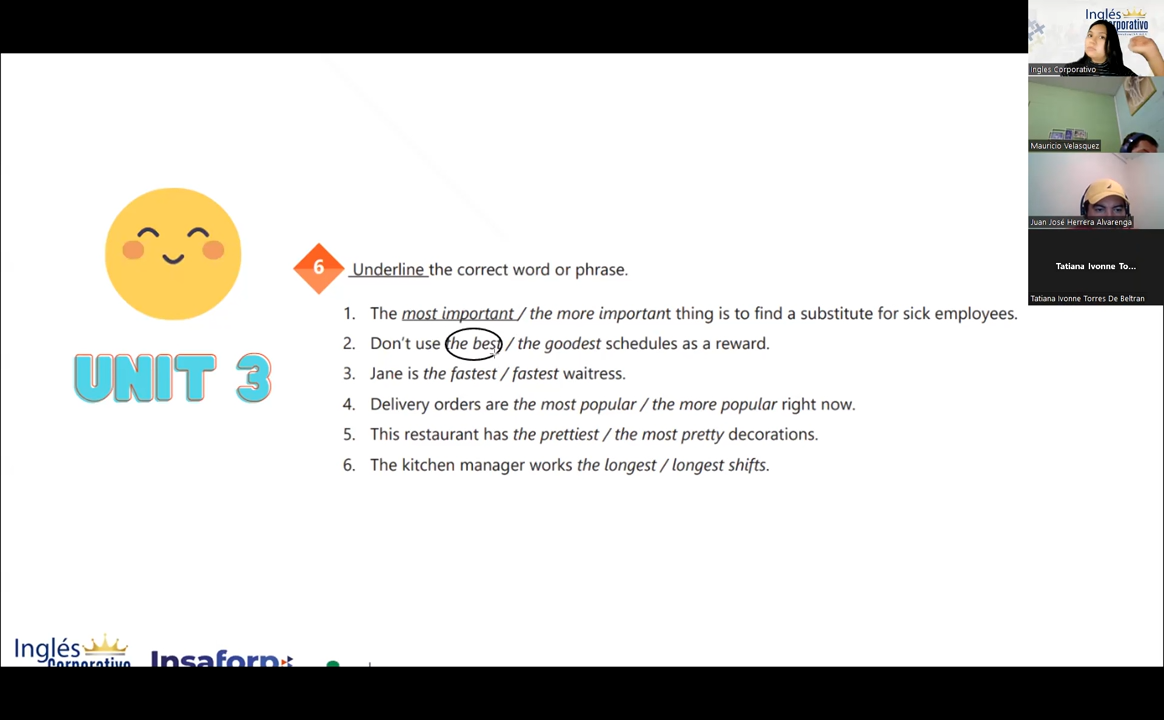 Inglés
Corporativo
Ingles Corporativo
Mauricio Velasquez
Juan José Herrera Alvarenga
Tatiana Ivonne To...
Tatiana Ivonne Torres De Beltran
6 Underline the correct word or phrase.
1. The most important / the more important thing is to find a substitute for sick employees.
2. Don't use the best / the goodest schedules as a reward.
3. Jane is the fastest / fastest waitress.
4. Delivery orders are the most popular / the more popular right now.
5. This restaurant has the prettiest / the most pretty decorations.
6. The kitchen manager works the longest / longest shifts.
UNIT 3
Inglés
Corporativo
Insaforp